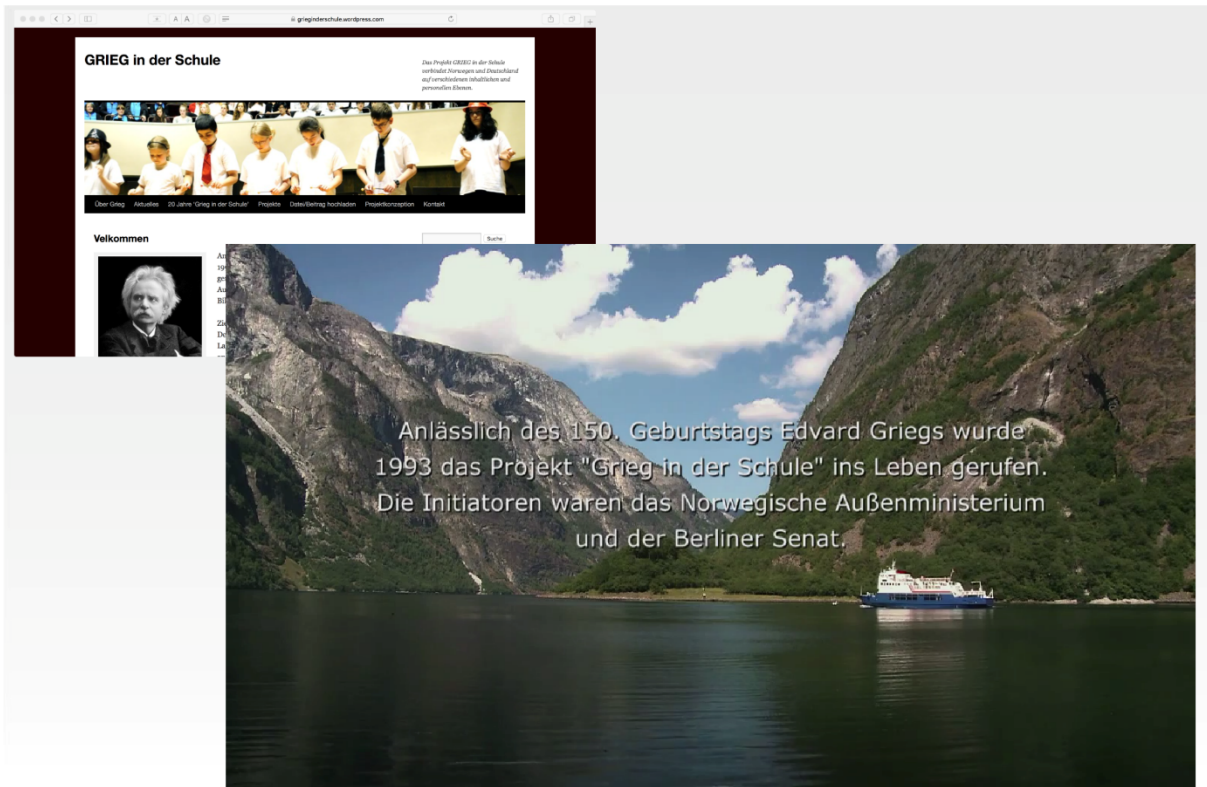 grieginderschule.wordpress.com
GRIEG in der Schule
Das Projekt GRIEG in der Schule
verbindet Norwegen und Deutschland
auf verschiedenen inhaltlichen und
personellen Ebenen.
Über Grieg Aktuelles 20 Jahre "Grieg in der Schule" Projekte Datei/Beitrag hochladen Projektkonzeption Kontakt
Velkommen
Suche
Anlässlich des 150. Geburtstags Edvard Griegs wurde
1993 das Projekt "Grieg in der Schule" ins Leben gerufen.
Die Initiatoren waren das Norwegische Außenministerium
und der Berliner Senat.